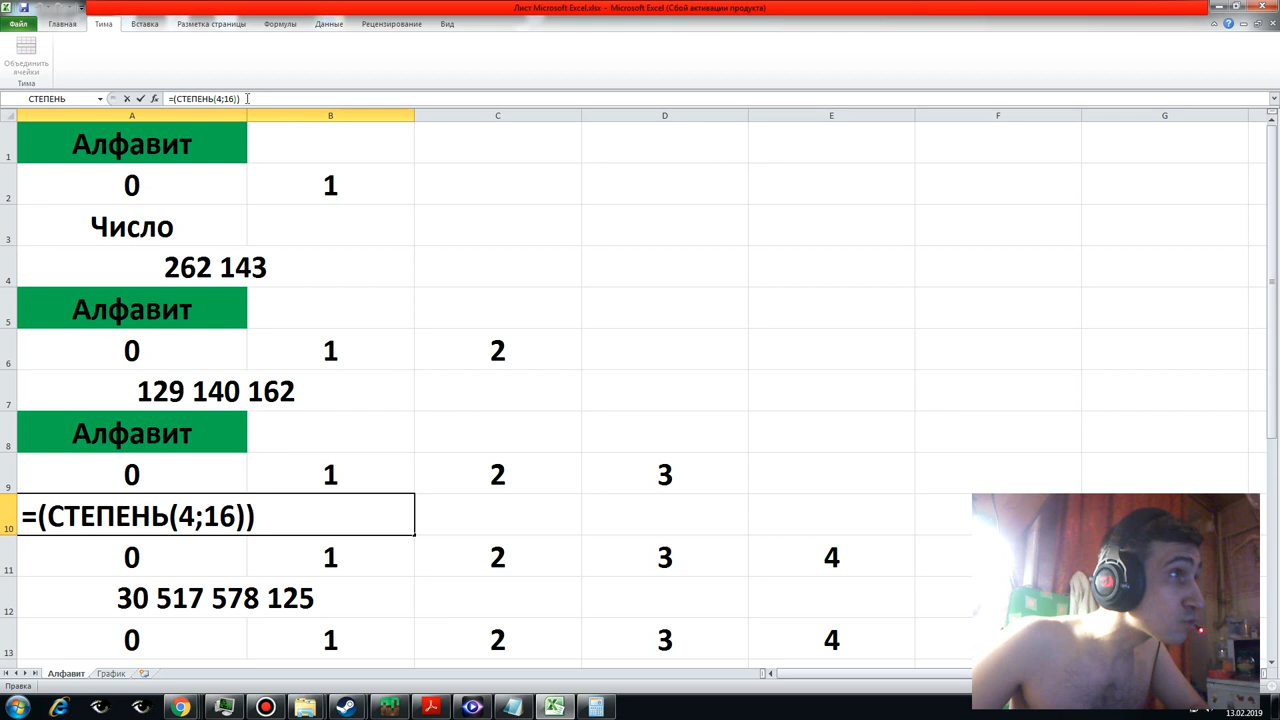 Лист Microsoft Excel.xlsx - Microsoft Excel (Сбой активации продукта)
Файл Главная Тима Вставка Разметка страницы Формулы Данные Рецензирование Вид
Объединить
ячейки
Тима
СТЕПЕНЬ =(СТЕПЕНЬ(4;16))
A B C D E F G
1 Алфавит
2 0 1
3 Число
4 262 143
5 Алфавит
6 0 1 2
7 129 140 162
8 Алфавит
9 0 1 2 3
10 =(СТЕПЕНЬ(4;16))
11 0 1 2 3 4
12 30 517 578 125
13 0 1 2 3 4
Алфавит График
Правка
13.02.2019